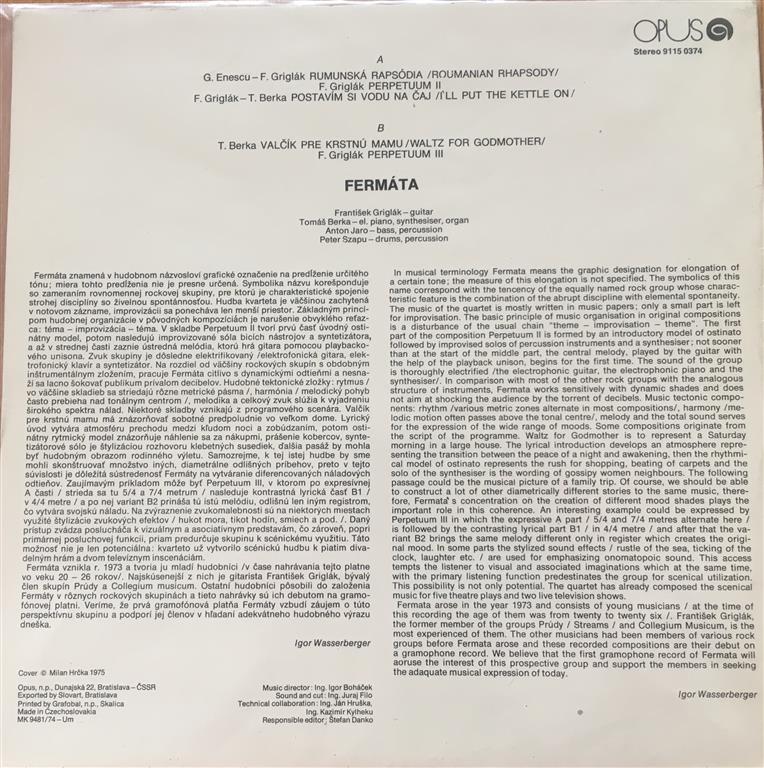 OPUS
Stereo 9115 0374
A
G. Enescu – F. Griglák RUMUNSKÁ RAPSÓDIA /ROUMANIAN RHAPSODY/
F. Griglák PERPETUUM II
F. Griglák – T. Berka POSTAVÍM SI VODU NA ČAJ /I'LL PUT THE KETTLE ON/
B
T. Berka VALČÍK PRE KRSTNÚ MAMU /WALTZ FOR GODMOTHER/
F. Griglák PERPETUUM III
FERMÁTA
František Griglák – guitar
Tomáš Berka – el. piano, synthesiser, organ
Anton Jaro – bass, percussion
Peter Szapu – drums, percussion
Fermáta znamená v hudobnom názvosloví grafické označenie na predĺženie určitého
tónu; miera tohto predĺženia nie je presne určená. Symbolika názvu korešponduje
so zameraním rovnomennej rockovej skupiny, pre ktorú je charakteristické spojenie
strohej disciplíny so živelnou spontánnosťou. Hudba kvarteta je väčšinou zachytená
v notovom zázname, improvizácii sa ponecháva len menší priestor. Základným princí-
pom hudobnej organizácie v pôvodných kompozíciách je narušenie obvyklého refaz-
ca: téma – improvizácia – téma. V skladbe Perpetuum II tvorí prvú časť úvodný osti-
nátny model, potom nasledujú improvizované sóla bicích nástrojov a syntetizátora,
a až v strednej časti zaznie ústredná melódia, ktorú hrá gitara pomocou playbacko-
vého unisona. Zvuk skupiny je dôsledne elektrifikovaný /elektrofonická gitara, elek-
trofonický klavír a syntetizátor. Na rozdiel od väčšiny rockových skupín s obdobným
inštrumentálnym zložením, pracuje Fermáta citlivo s dynamickými odtieňmi a nesna-
ží sa lacno šokovať publikum prívalom decibelov. Hudobné tektonické zložky: rytmus /
vo väčšine skladieb sa striedajú rôzne metrické pásma /, harmónia / melodický pohyb
často prebieha nad tonálnym centrom /, melodika a celkový zvuk slúžia k vyjadreniu
širokého spektra nálad. Niektoré skladby vznikajú z programového scenára. Valčík
pre krstnú mamu má znázorňovať sobotné predpoludnie vo veľkom dome. Lyrický
úvod vytvára atmosféru prechodu medzi kľudom noci a zobúdzaním, potom osti-
nátny rytmický model znázorňuje náhlenie sa za nákupmi, prášenie kobercov, synte-
tizátorové sólo je štylizáciou rozhovoru klebetných susediek, ďalšia pasáž by mohla
byť hudobným obrazom rodinného výletu. Samozrejme, k tej istej hudbe by sme
mohli skonštruovať množstvo iných, diametrálne odlišných príbehov, preto v tejto
súvislosti je dôležitá sústredenosť Fermáty na vytváranie diferencovaných náladových
odtieňov. Zaujímavým príkladom môže byť Perpetuum III, v ktorom po expresívnej
A časti / strieda sa tu 5/4 a 7/4 metrum / nasleduje kontrastná lyrická časť B1 /
v 4/4 metre / a po nej variant B2 prináša tú istú melódiu, odlišnú len iným registrom,
čo vytvára svojskú náladu. Na zvýraznenie zvukomalebnosti sú na niektorých miestach
využité štylizácie zvukových efektov / hukot mora, tikot hodín, smiech a pod. /. Daný
prístup zvádza poslucháča k vizuálnym a asociatívnym predstavám, čo zároveň, popri
primárnej posluchovej funkcii, priam predurčuje skupinu k scénickému využitiu. Táto
možnosť nie je len potenciálna: kvarteto už vytvorilo scénickú hudbu k piatim diva-
delným hrám a dvom televíznym inscenáciám.
Fermáta vznikla r. 1973 a tvoria ju mladí hudobníci /v čase nahrávania tejto platne
vo veku 20 – 26 rokov/. Najskúsenejší z nich je gitarista František Griglák, bývalý
člen skupín Prúdy a Collegium musicum. Ostatní hudobníci pôsobili do založenia
Fermáty v rôznych rockových skupinách a tieto nahrávky sú ich debutom na gramo-
fónovej platni. Veríme, že prvá gramofónová platňa Fermáty vzbudí záujem o túto
perspektívnu skupinu a podporí jej členov v hľadaní adekvátneho hudobného výrazu
dneška.
Igor Wasserberger
Cover © Milan Hrčka 1975
Opus, n.p., Dunajská 22, Bratislava – ČSSR
Exported by Slovart, Bratislava
Printed by Grafobal, n.p., Skalica
Made in Czechoslovakia
MK 9481/74 – Um
Music director: Ing. Igor Boháček
Sound and cut: Ing. Juraj Filo
Technical collaboration: Ing. Ján Hruška,
Ing. Kazimír Kylheku
Responsible editor: Štefan Danko
In musical terminology Fermata means the graphic designation for elongation of
a certain tone; the measure of this elongation is not specified. The symbolics of this
name correspond with the tencency of the equally named rock group whose charac-
teristic feature is the combination of the abrupt discipline with elemental spontaneity.
The music of the quartet is mostly written in music papers; only a small part is left
for improvisation. The basic principle of music organisation in original compositions
is a disturbance of the usual chain "theme – improvisation – theme". The first
part of the composition Perpetuum II is formed by an introductory model of ostinato
followed by improvised solos of percussion instruments and a synthesiser; not sooner
than at the start of the middle part, the central melody, played by the guitar with
the help of the playback unison, begins for the first time. The sound of the group
is thoroughly electrified /the electrophonic guitar, the electrophonic piano and the
synthesiser/. In comparison with most of the other rock groups with the analogous
structure of instruments, Fermata works sensitively with dynamic shades and does
not aim at shocking the audience by the torrent of decibels. Music tectonic compo-
nents: rhythm /various metric zones alternate in most compositions/, harmony /me-
lodic motion often passes above the tonal centre/, melody and the total sound serves
for the expression of the wide range of moods. Some compositions originate from
the script of the programme. Waltz for Godmother is to represent a Saturday
morning in a large house. The lyrical introduction develops an atmosphere repre-
senting the transition between the peace of a night and awakening, then the rhythmi-
cal model of ostinato represents the rush for shopping, beating of carpets and the
solo of the synthesiser is the wording of gossipy women neighbours. The following
passage could be the musical picture of a family trip. Of course, we should be able
to construct a lot of other diametrically different stories to the same music, there-
fore, Fermata's concentration on the creation of different mood shades plays the
important role in this coherence. An interesting example could be expressed by
Perpetuum III in which the expressive A part / 5/4 and 7/4 metres alternate here /
is followed by the contrasting lyrical part B1 / in 4/4 metre / and after that the va-
riant B2 brings the same melody different only in register which creates the origi-
nal mood. In some parts the stylized sound effects / rustle of the sea, ticking of the
clock, laughter etc. / are used for emphasizing onomatopoic sound. This access
tempts the listener to visual and associated imaginations which at the same time,
with the primary listening function predestinates the group for scenical utilization.
This possibility is not only potential. The quartet has already composed the scenical
music for five theatre plays and two live television shows.
Fermata arose in the year 1973 and consists of young musicians / at the time of
this recording the age of them was from twenty to twenty six /. František Griglák,
the former member of the groups Prúdy / Streams / and Collegium Musicum, is the
most experienced of them. The other musicians had been members of various rock
groups before Fermata arose and these recorded compositions are their debut on
a gramophone record. We believe that the first gramophone record of Fermata will
aoruse the interest of this prospective group and support the members in seeking
the adaquate musical expression of today.
Igor Wasserberger